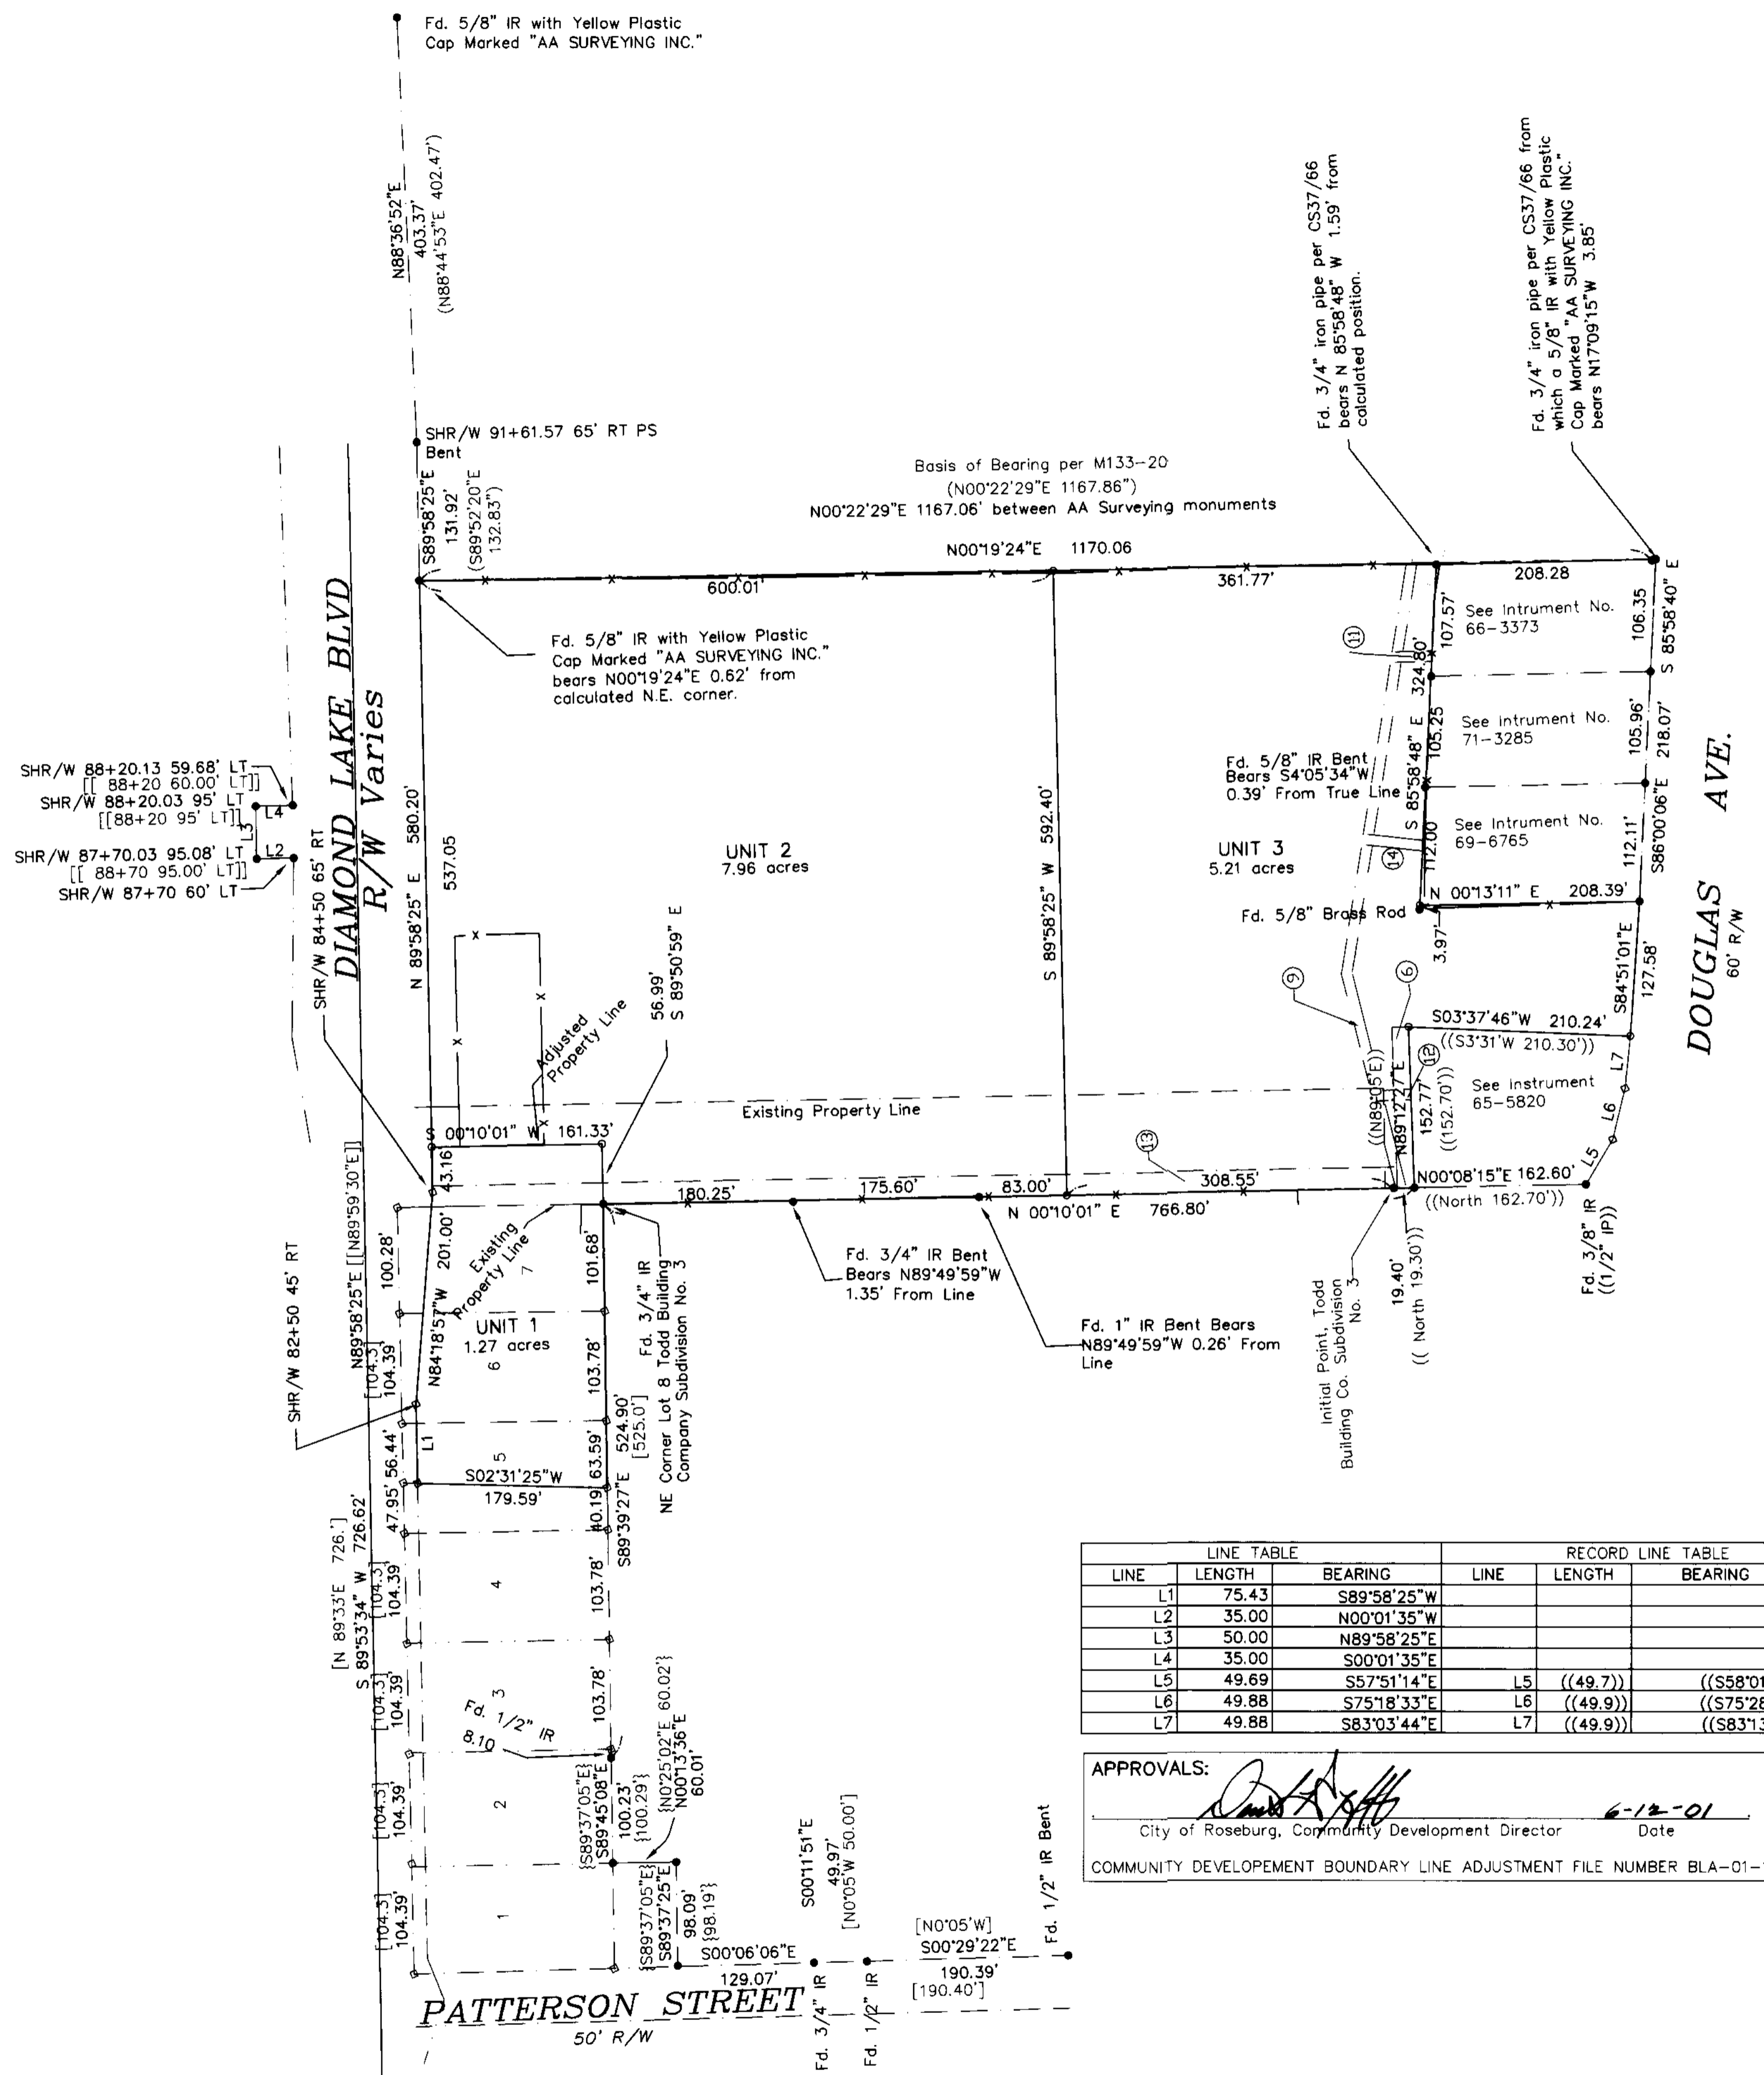 Fd. 5/8" IR with Yellow Plastic
Cap Marked "AA SURVEYING INC."
N88°36'52"E
403.37'
(N88°44'53"E 402.47')
SHR/W 91+61.57 65' RT PS
Bent
S89°58'25"E
131.92'
(S89°52'20"E
132.83")
Basis of Bearing per M133-20
(N00°22'29"E 1167.86")
N00°22'29"E 1167.06' between AA Surveying monuments
N00°19'24"E 1170.06
600.01'
361.77'
208.28
Fd. 3/4" iron pipe per CS37/66
bears N 85°58'48" W 1.59' from
calculated position.
Fd. 3/4" iron pipe per CS37/66 from
which a 5/8" IR with Yellow Plastic
Cap Marked "AA SURVEYING INC."
bears N17°09'15"W 3.85'
Fd. 5/8" IR with Yellow Plastic
Cap Marked "AA SURVEYING INC."
bears N00°19'24"E 0.62' from
calculated N.E. corner.
DIAMOND LAKE BLVD
R/W Varies
SHR/W 88+20.13 59.68' LT
[[ 88+20 60.00' LT]]
SHR/W 88+20.03 95' LT
[[88+20 95' LT]]
SHR/W 87+70.03 95.08' LT
[[ 88+70 95.00' LT]]
SHR/W 87+70 60' LT
L4
L3
L2
SHR/W 84+50 65' RT
N 89°58'25" E 580.20'
537.05
UNIT 2
7.96 acres
S 89°58'25" W 592.40'
UNIT 3
5.21 acres
11
107.57'
S 85°58'48" E 324.80'
105.25
112.00
14
See Intrument No.
66-3373
106.35
S 85°58'40" E
See Intrument No.
71-3285
105.96'
218.07'
See Intrument No.
69-6765
112.11'
S86°00'06"E
Fd. 5/8" IR Bent
Bears S4°05'34"W
0.39' From True Line
N 00°13'11" E 208.39'
Fd. 5/8" Brass Rod
3.97'
S84°51'01"E
127.58'
DOUGLAS AVE.
60' R/W
9
6
S03°37'46"W 210.24'
((S3°31'W 210.30'))
12
((N89°05'E))
N89°12'27"E
152.77'
((152.70'))
See Instrument
65-5820
L7
L6
L5
N00°08'15"E 162.60'
((North 162.70'))
Fd. 3/8" IR
((1/2" IP))
19.40'
(( North 19.30'))
Initial Point, Todd
Building Co. Subdivision
No. 3
Adjusted
Property Line
56.99'
S 89°50'59" E
Existing Property Line
S 00°10'01" W 161.33'
43.16'
13
180.25'
175.60'
83.00'
308.55'
N 00°10'01" E 766.80'
Fd. 3/4" IR Bent
Bears N89°49'59"W
1.35' From Line
Fd. 1" IR Bent Bears
N89°49'59"W 0.26' From
Line
SHR/W 82+50 45' RT
N89°58'25"E [[N89°59'30"E]]
100.28'
N84°18'57"W 201.00'
Existing
Property Line
7
101.68'
UNIT 1
1.27 acres
6
[104.3]
104.39'
103.78'
Fd. 3/4" IR
NE Corner Lot 8 Todd Building
Company Subdivision No. 3
S89°39'27"E 524.90'
[525.0']
L1
56.44'
5
63.59'
S02°31'25"W
179.59'
47.95'
40.19'
[N 89°33'E 726.']
S 89°53'34" W 726.62'
[104.3]
104.39'
4
103.78'
[104.3]
104.39'
3
103.78'
Fd. 1/2" IR
8.10
[104.3]
104.39'
2
{S89°37'05"E}
S89°45'08"E
100.23'
{100.29'}
{N0°25'02"E 60.02'}
N00°13'36"E
60.01'
[104.3]
104.39'
1
{S89°37'05"E}
S89°37'25"E
98.09'
{98.19'}
S00°06'06"E
129.07'
S00°11'51"E
49.97'
[N0°05'W 50.00']
[N0°05'W]
S00°29'22"E
190.39'
[190.40']
Fd. 1/2" IR Bent
Fd. 3/4" IR
Fd. 1/2" IR
PATTERSON STREET
50' R/W
LINE TABLE RECORD LINE TABLE
LINE LENGTH BEARING LINE LENGTH BEARING
L1 75.43 S89°58'25"W
L2 35.00 N00°01'35"W
L3 50.00 N89°58'25"E
L4 35.00 S00°01'35"E
L5 49.69 S57°51'14"E L5 ((49.7)) ((S58°01
L6 49.88 S75°18'33"E L6 ((49.9)) ((S75°28
L7 49.88 S83°03'44"E L7 ((49.9)) ((S83°13
APPROVALS:
6-12-01
City of Roseburg, Community Development Director Date
COMMUNITY DEVELOPEMENT BOUNDARY LINE ADJUSTMENT FILE NUMBER BLA-01-